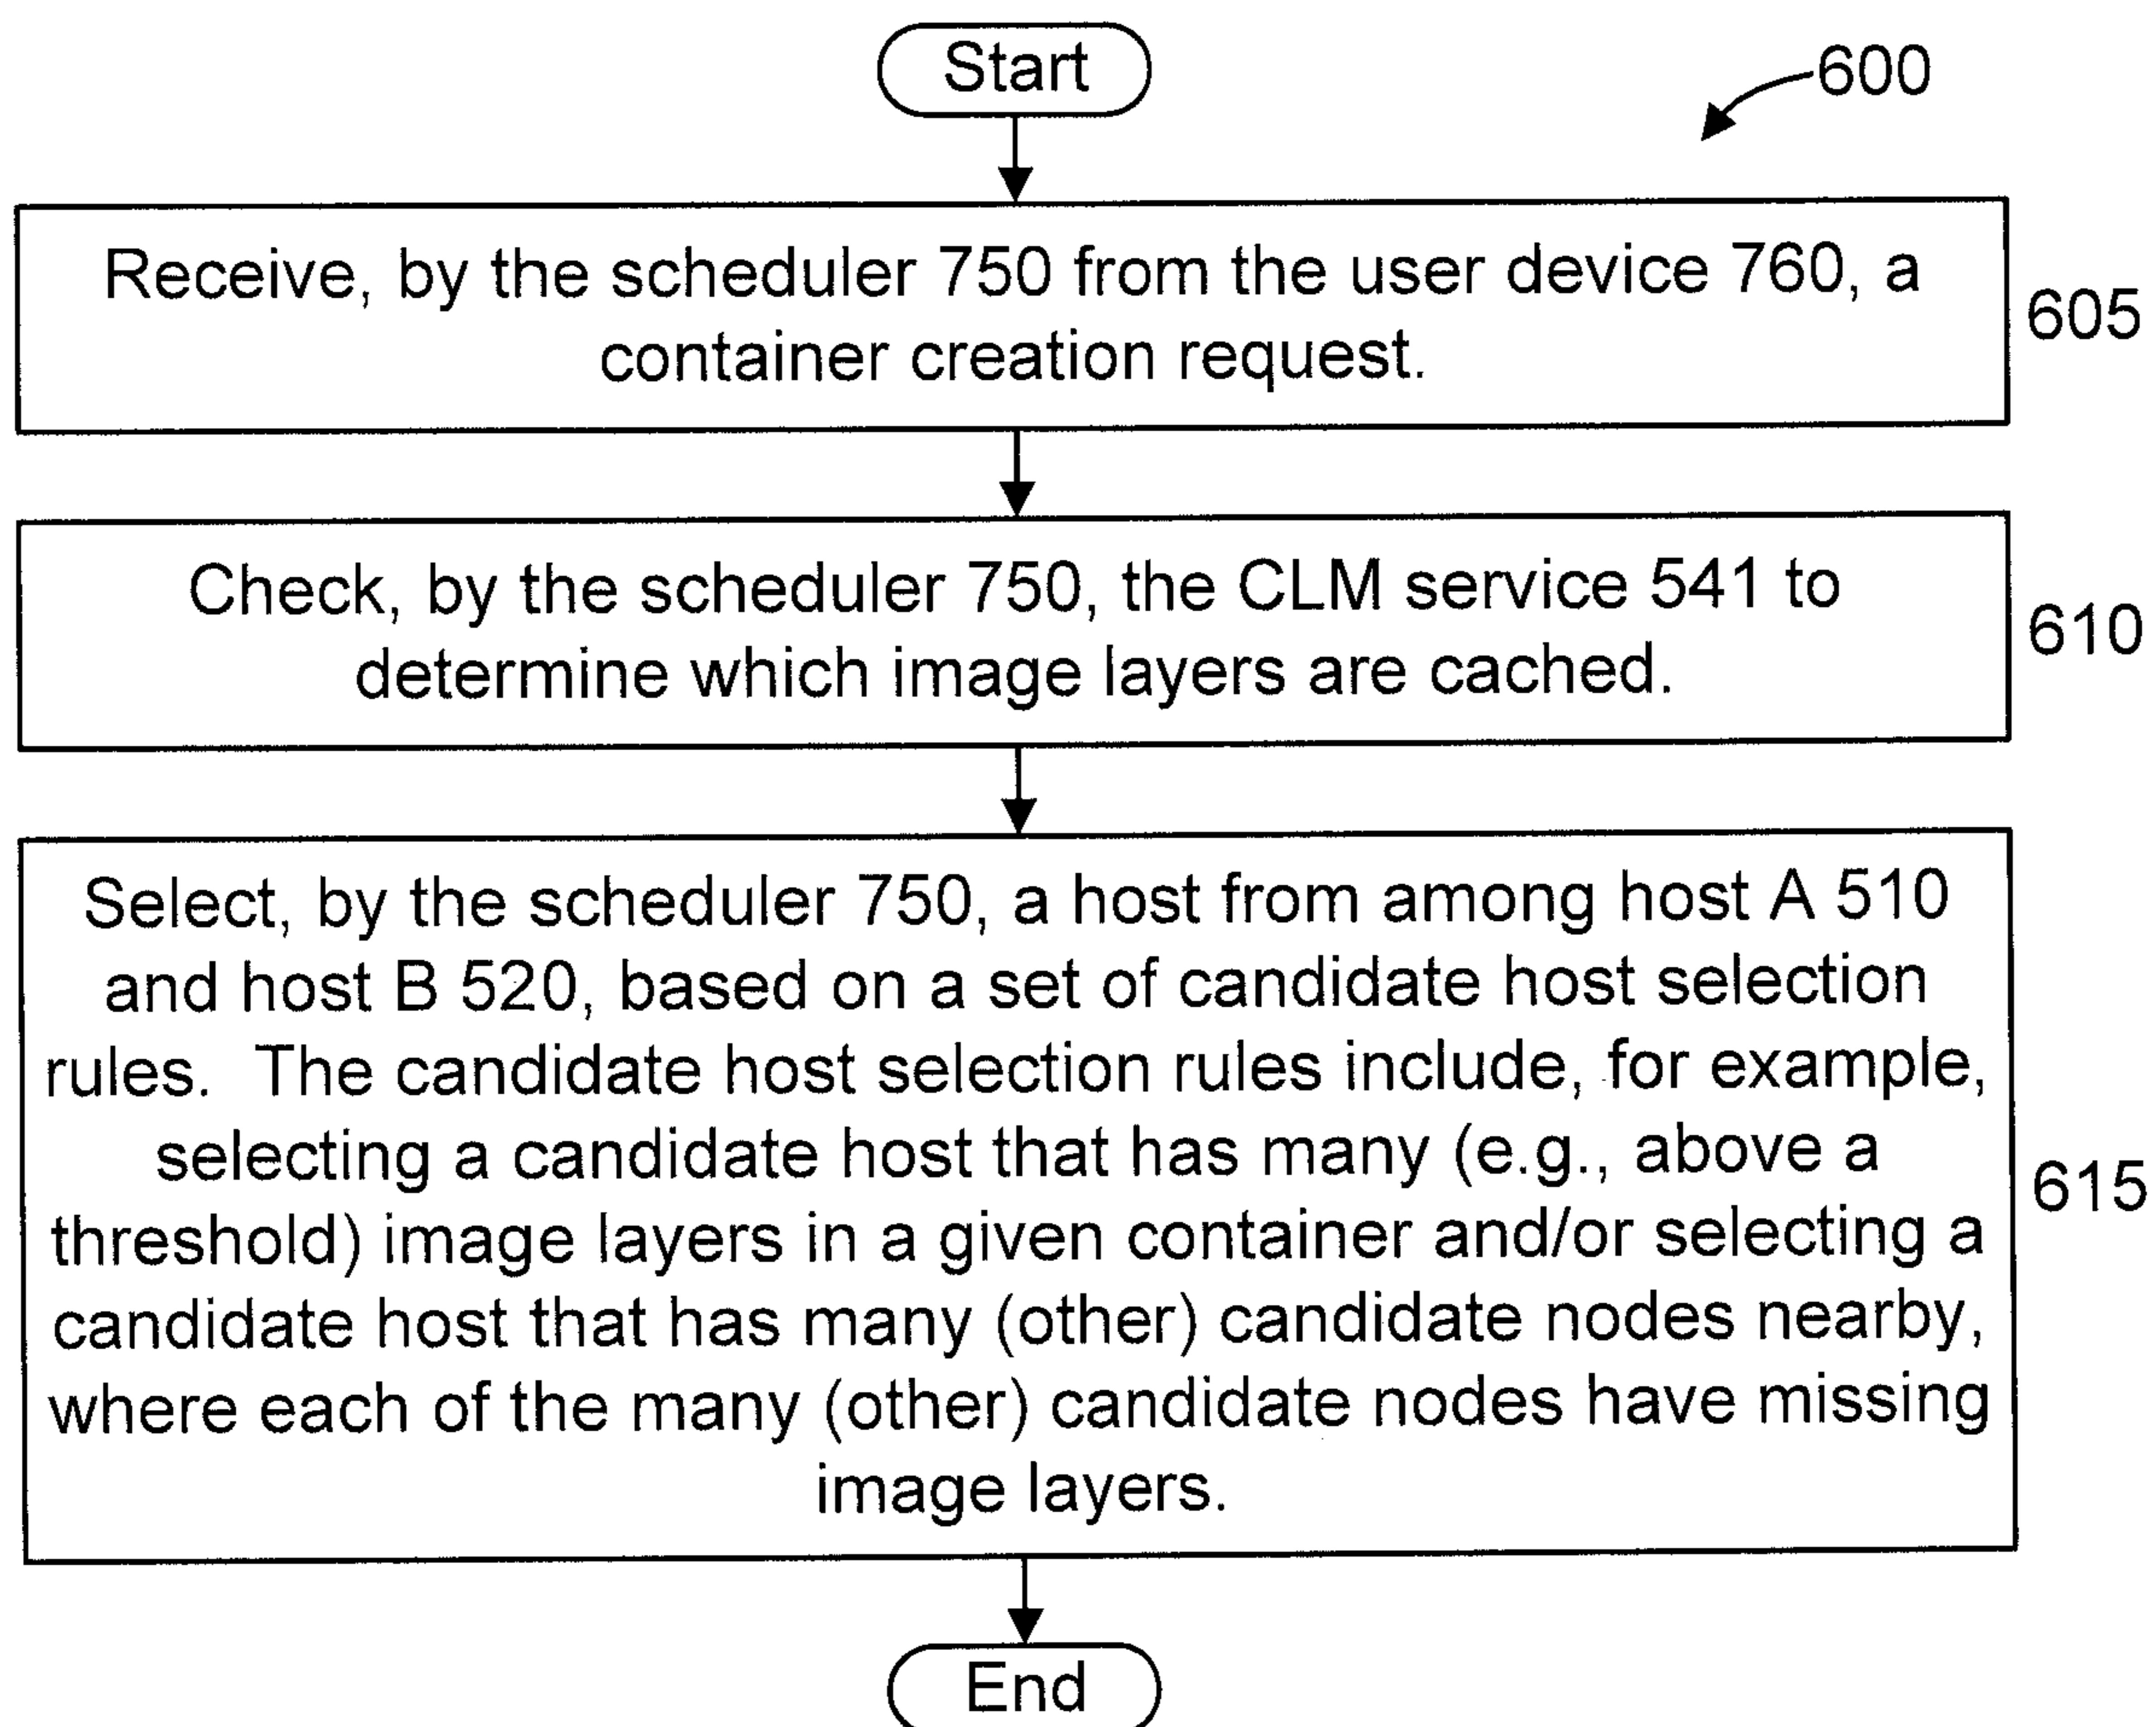 Start
600
Receive, by the scheduler 750 from the user device 760, a
container creation request.
605
Check, by the scheduler 750, the CLM service 541 to
determine which image layers are cached.
610
Select, by the scheduler 750, a host from among host A 510
and host B 520, based on a set of candidate host selection
rules. The candidate host selection rules include, for example,
selecting a candidate host that has many (e.g., above a
threshold) image layers in a given container and/or selecting a
candidate host that has many (other) candidate nodes nearby,
where each of the many (other) candidate nodes have missing
image layers.
615
End